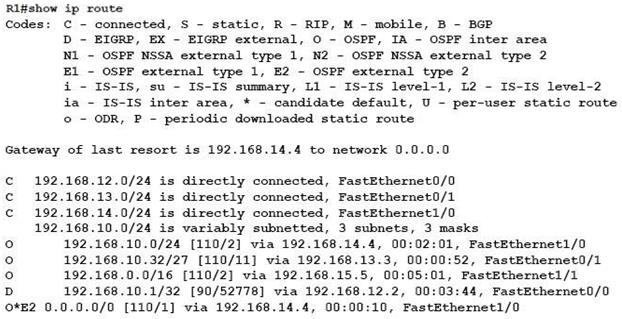 R1#show ip route
Codes: C - connected, S - static, R - RIP, M - mobile, B - BGP
D - EIGRP, EX - EIGRP external, O - OSPF, IA - OSPF inter area
N1 - OSPF NSSA external type 1, N2 - OSPF NSSA external type 2
E1 - OSPF external type 1, E2 - OSPF external type 2
i - IS-IS, su - IS-IS summary, L1 - IS-IS level-1, L2 - IS-IS level-2
ia - IS-IS inter area, * - candidate default, U - per-user static route
o - ODR, P - periodic downloaded static route
Gateway of last resort is 192.168.14.4 to network 0.0.0.0
C 192.168.12.0/24 is directly connected, FastEthernet0/0
C 192.168.13.0/24 is directly connected, FastEthernet0/1
C 192.168.14.0/24 is directly connected, FastEthernet1/0
192.168.10.0/24 is variably subnetted, 3 subnets, 3 masks
O 192.168.10.0/24 [110/2] via 192.168.14.4, 00:02:01, FastEthernet1/0
O 192.168.10.32/27 [110/11] via 192.168.13.3, 00:00:52, FastEthernet0/1
O 192.168.0.0/16 [110/2] via 192.168.15.5, 00:05:01, FastEthernet1/1
D 192.168.10.1/32 [90/52778] via 192.168.12.2, 00:03:44, FastEthernet0/0
O*E2 0.0.0.0/0 [110/1] via 192.168.14.4, 00:00:10, FastEthernet1/0